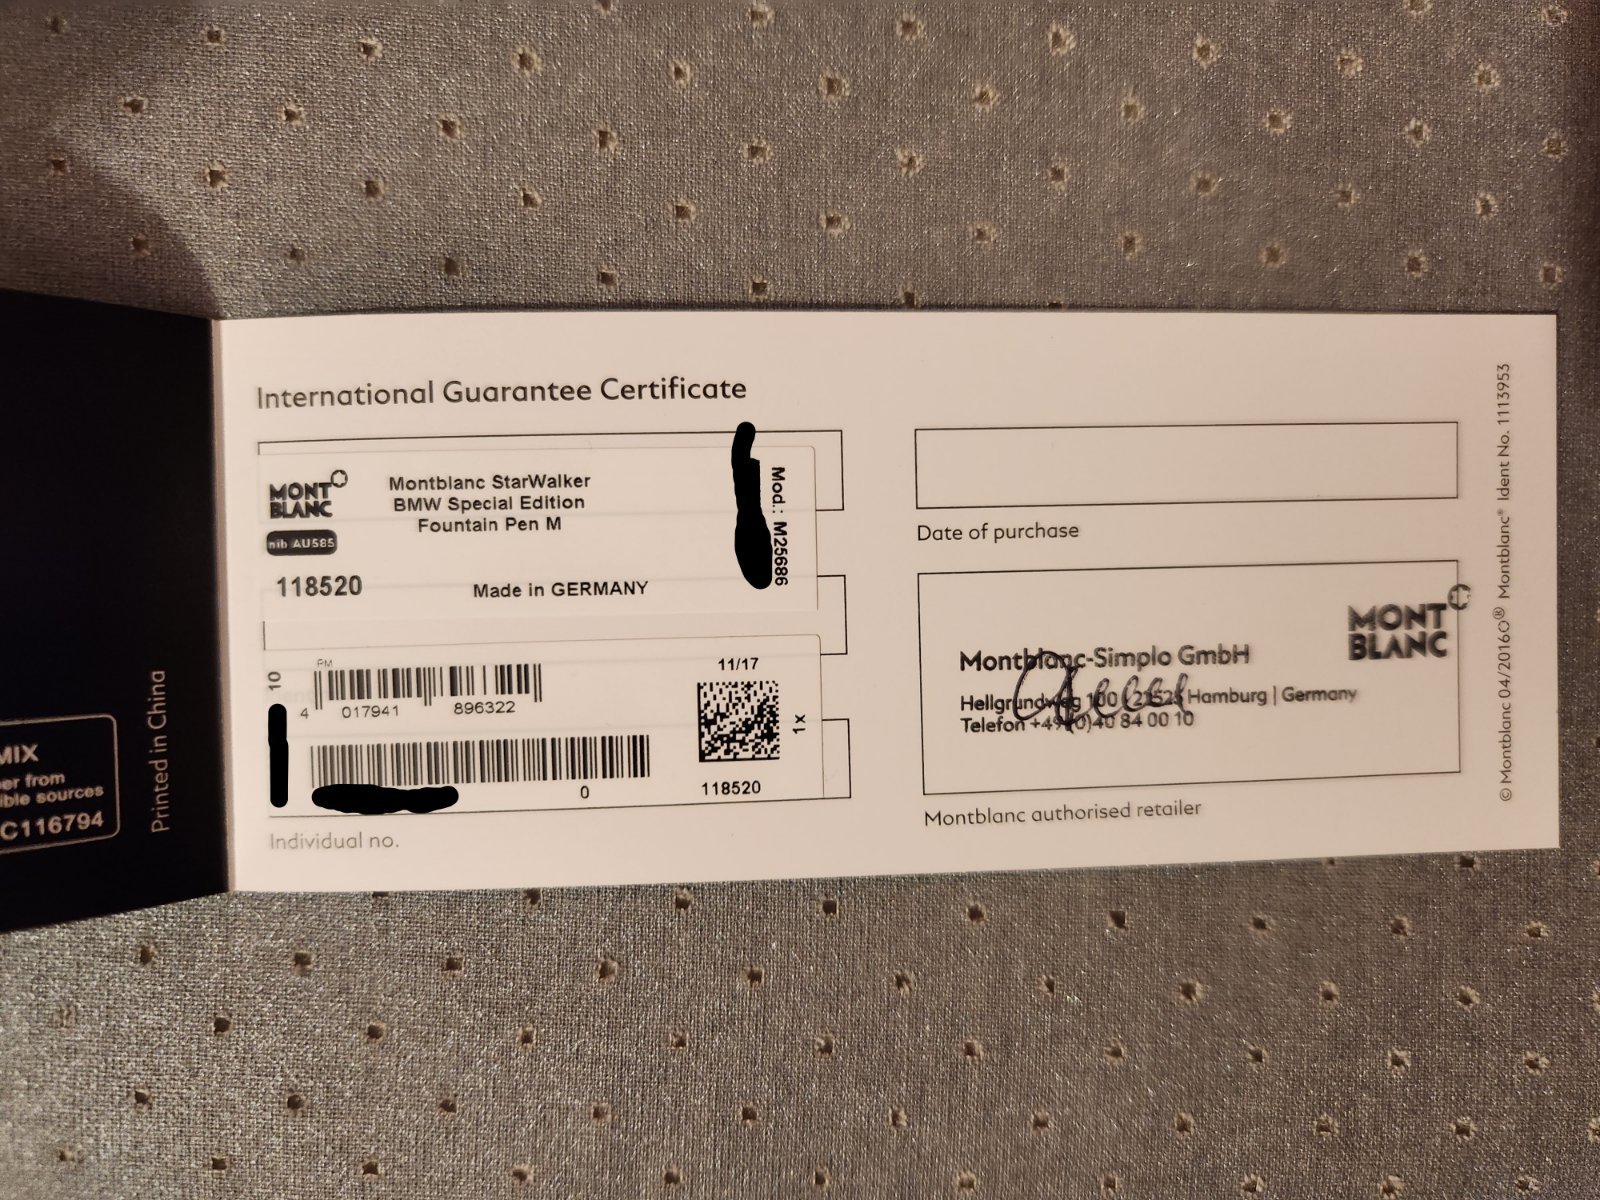 International Guarantee Certificate
MONT
BLANC
Montblanc StarWalker
BMW Special Edition
Fountain Pen M
nib AU585
118520
Made in GERMANY
Mod.: M25686
PM
10
4 017941 896322
11/17
1x
0
118520
Individual no.
Date of purchase
MONT
BLANC
Montblanc-Simplo GmbH
Hellgrundweg 100 | 22525 Hamburg | Germany
Telefon +49 (0)40 84 00 10
Montblanc authorised retailer
© Montblanc 04/2016O® Montblanc® Ident No. 1113953
MIX
from
sources
C116794
Printed in China